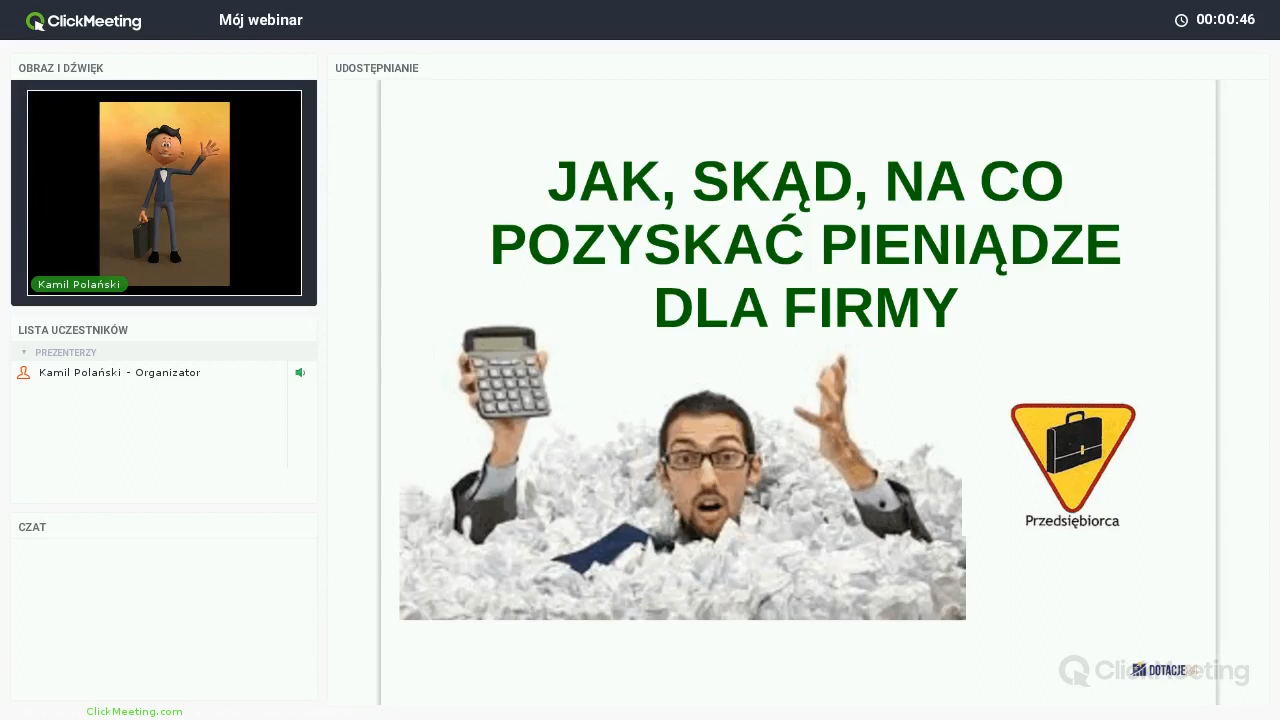 ClickMeeting
Mój webinar
00:00:46
OBRAZ I DŹWIĘK
Kamil Polański
LISTA UCZESTNIKÓW
PREZENTERZY
Kamil Polański - Organizator
CZAT
ClickMeeting.com
UDOSTĘPNIANIE
JAK, SKĄD, NA CO
POZYSKAĆ PIENIĄDZE
DLA FIRMY
Przedsiębiorca
ClickMeeting
DOTACJE